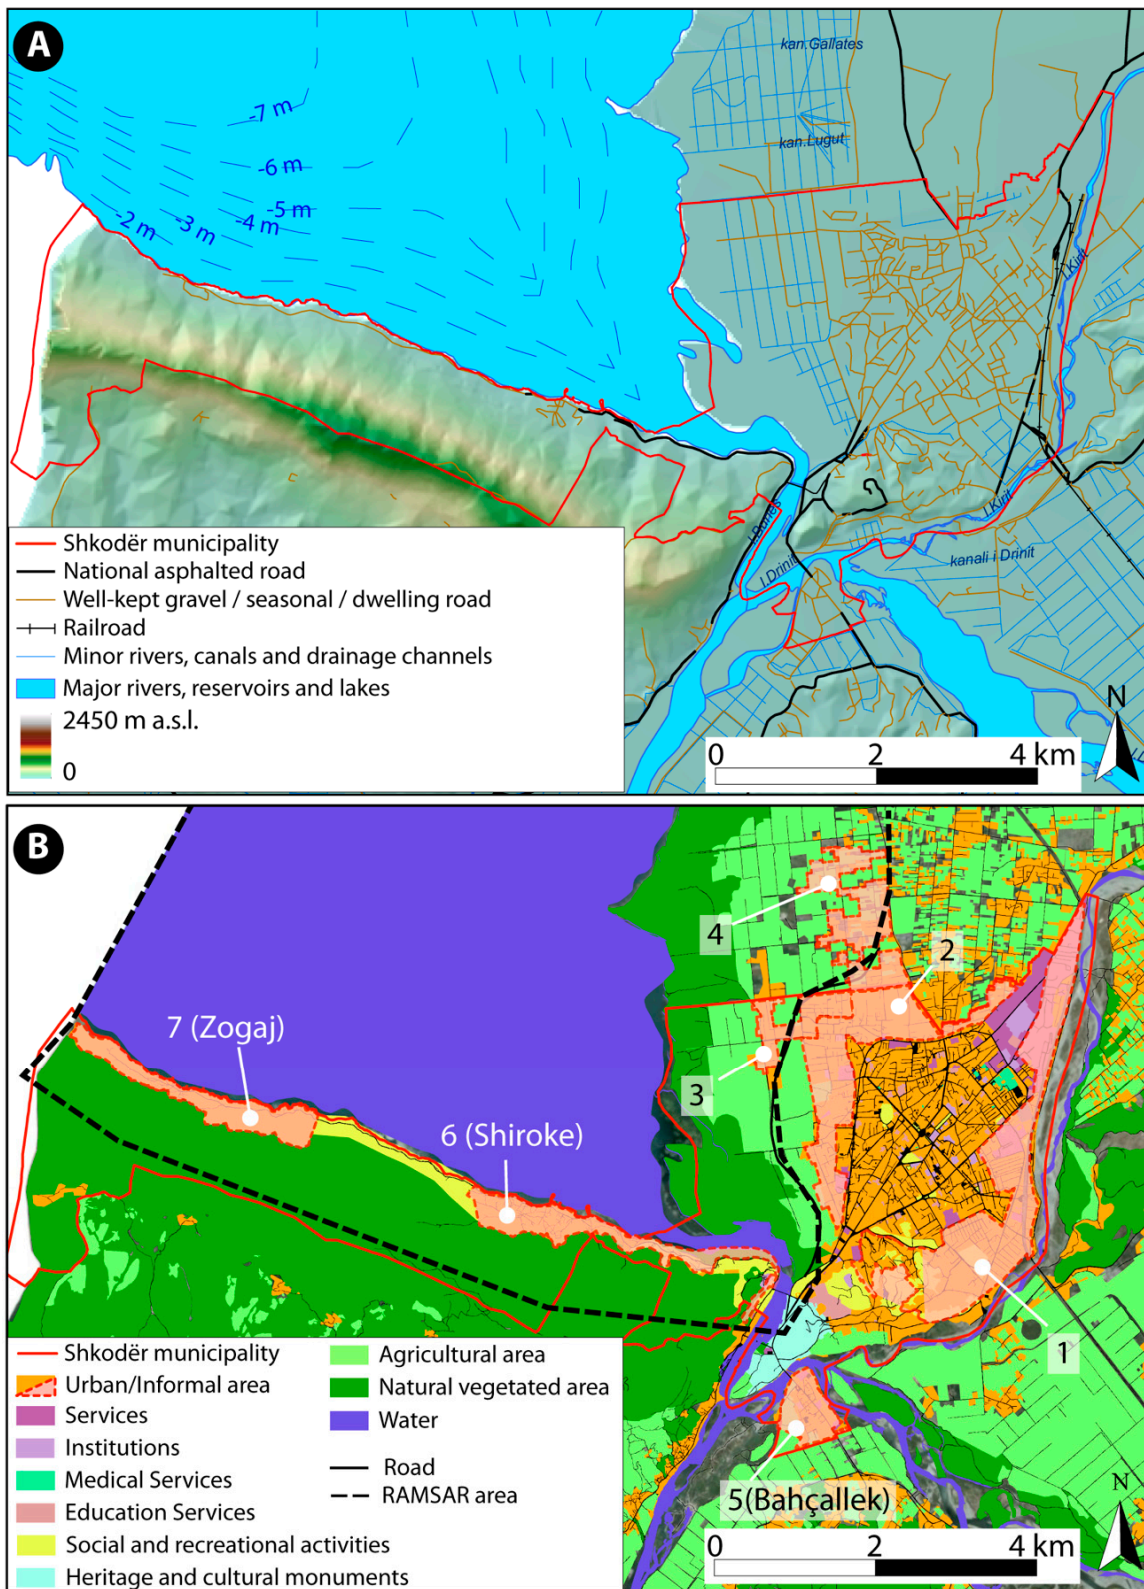 A
kan.Gallates
kan.Lugut
-7 m
-6 m
-5 m
-4 m
-3 m
-2 m
l.Kirit
l.Bunës
l.Drinit
l.Kirit
kanali i Drinit
Shkodër municipality
National asphalted road
Well-kept gravel / seasonal / dwelling road
Railroad
Minor rivers, canals and drainage channels
Major rivers, reservoirs and lakes
2450 m a.s.l.
0
0 2 4 km
N
B
4
2
3
7 (Zogaj)
6 (Shiroke)
1
5(Bahçallek)
Shkodër municipality
Urban/Informal area
Services
Institutions
Medical Services
Education Services
Social and recreational activities
Heritage and cultural monuments
Agricultural area
Natural vegetated area
Water
Road
RAMSAR area
0 2 4 km
N